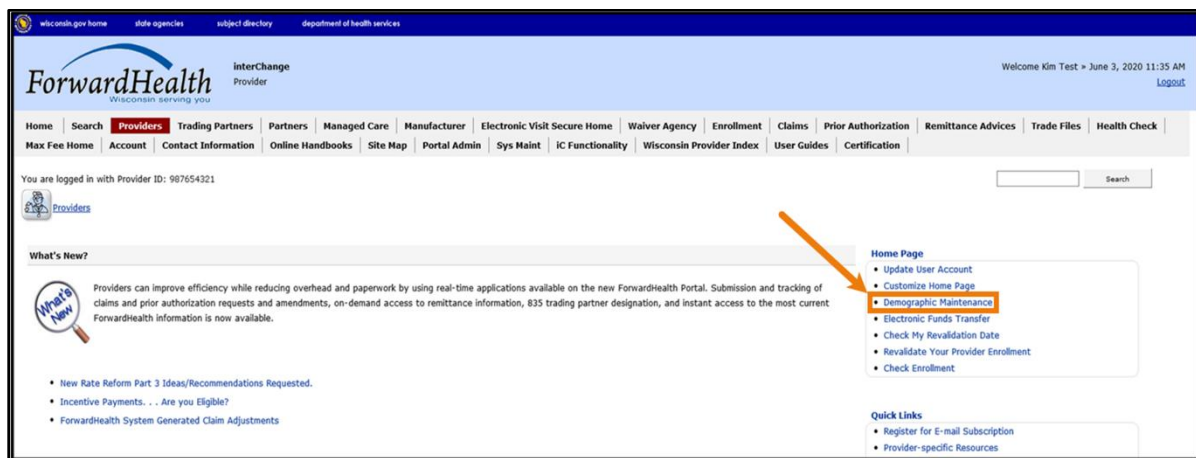 wisconsin.gov home state agencies subject directory department of health services
ForwardHealth
Wisconsin serving you
interChange
Provider
Welcome Kim Test » June 3, 2020 11:35 AM
Logout
Home Search Providers Trading Partners Partners Managed Care Manufacturer Electronic Visit Secure Home Waiver Agency Enrollment Claims Prior Authorization Remittance Advices Trade Files Health Check
Max Fee Home Account Contact Information Online Handbooks Site Map Portal Admin Sys Maint iC Functionality Wisconsin Provider Index User Guides Certification
You are logged in with Provider ID: 987654321
Search
Providers
What's New?
What's New
Providers can improve efficiency while reducing overhead and paperwork by using real-time applications available on the new ForwardHealth Portal. Submission and tracking of
claims and prior authorization requests and amendments, on-demand access to remittance information, 835 trading partner designation, and instant access to the most current
ForwardHealth information is now available.
• New Rate Reform Part 3 Ideas/Recommendations Requested.
• Incentive Payments. . . Are you Eligible?
• ForwardHealth System Generated Claim Adjustments
Home Page
• Update User Account
• Customize Home Page
• Demographic Maintenance
• Electronic Funds Transfer
• Check My Revalidation Date
• Revalidate Your Provider Enrollment
• Check Enrollment
Quick Links
• Register for E-mail Subscription
• Provider-specific Resources